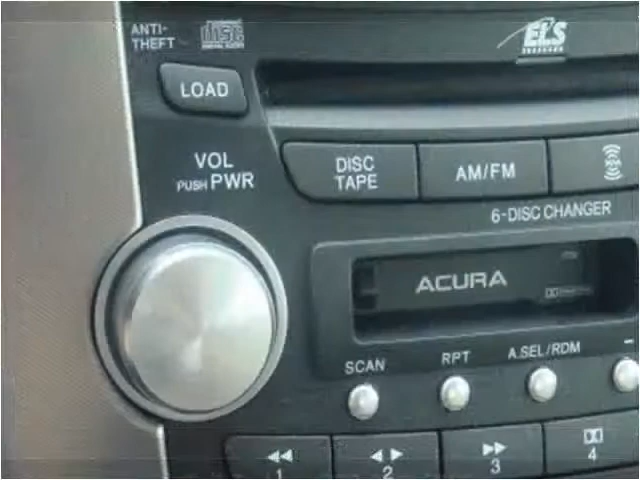 ANTI-
THEFT
disc
ELS
LOAD
VOL
PUSH PWR
DISC
TAPE
AM/FM
6-DISC CHANGER
ACURA
SCAN
RPT
A.SEL/RDM
1
2
3
4